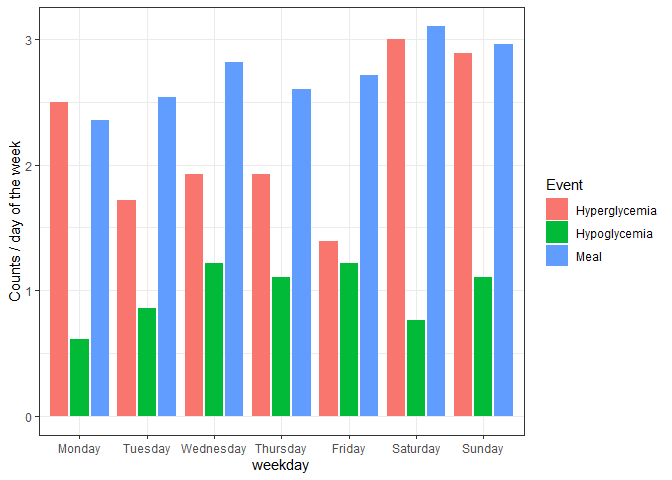 Counts / day of the week
3
2
1
0
Monday Tuesday Wednesday Thursday Friday Saturday Sunday
weekday
Event
Hyperglycemia
Hypoglycemia
Meal